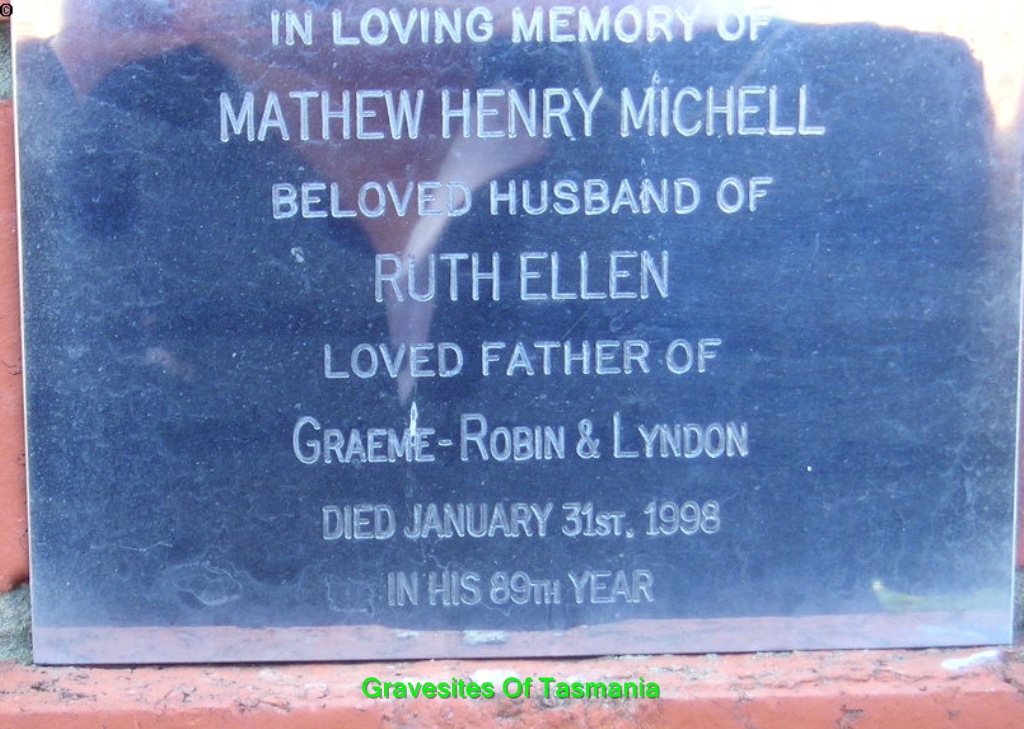 ©
IN LOVING MEMORY OF
MATHEW HENRY MICHELL
BELOVED HUSBAND OF
RUTH ELLEN
LOVED FATHER OF
GRAEME-ROBIN & LYNDON
DIED JANUARY 31ST, 1998
IN HIS 89TH YEAR
Gravesites Of Tasmania